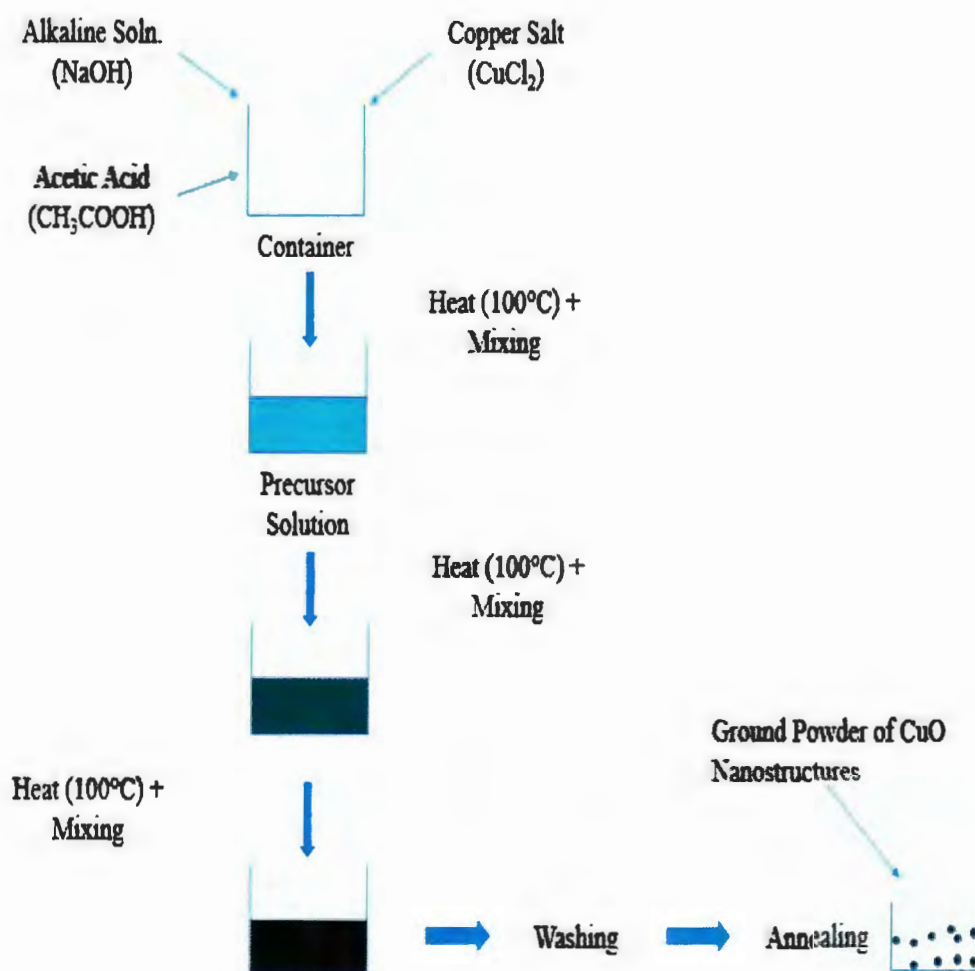 Alkaline Soln.
(NaOH)
Copper Salt
(CuCl₂)
Acetic Acid
(CH₃COOH)
Container
Heat (100°C) +
Mixing
Precursor
Solution
Heat (100°C) +
Mixing
Ground Powder of CuO
Nanostructures
Heat (100°C) +
Mixing
Washing
Annealing